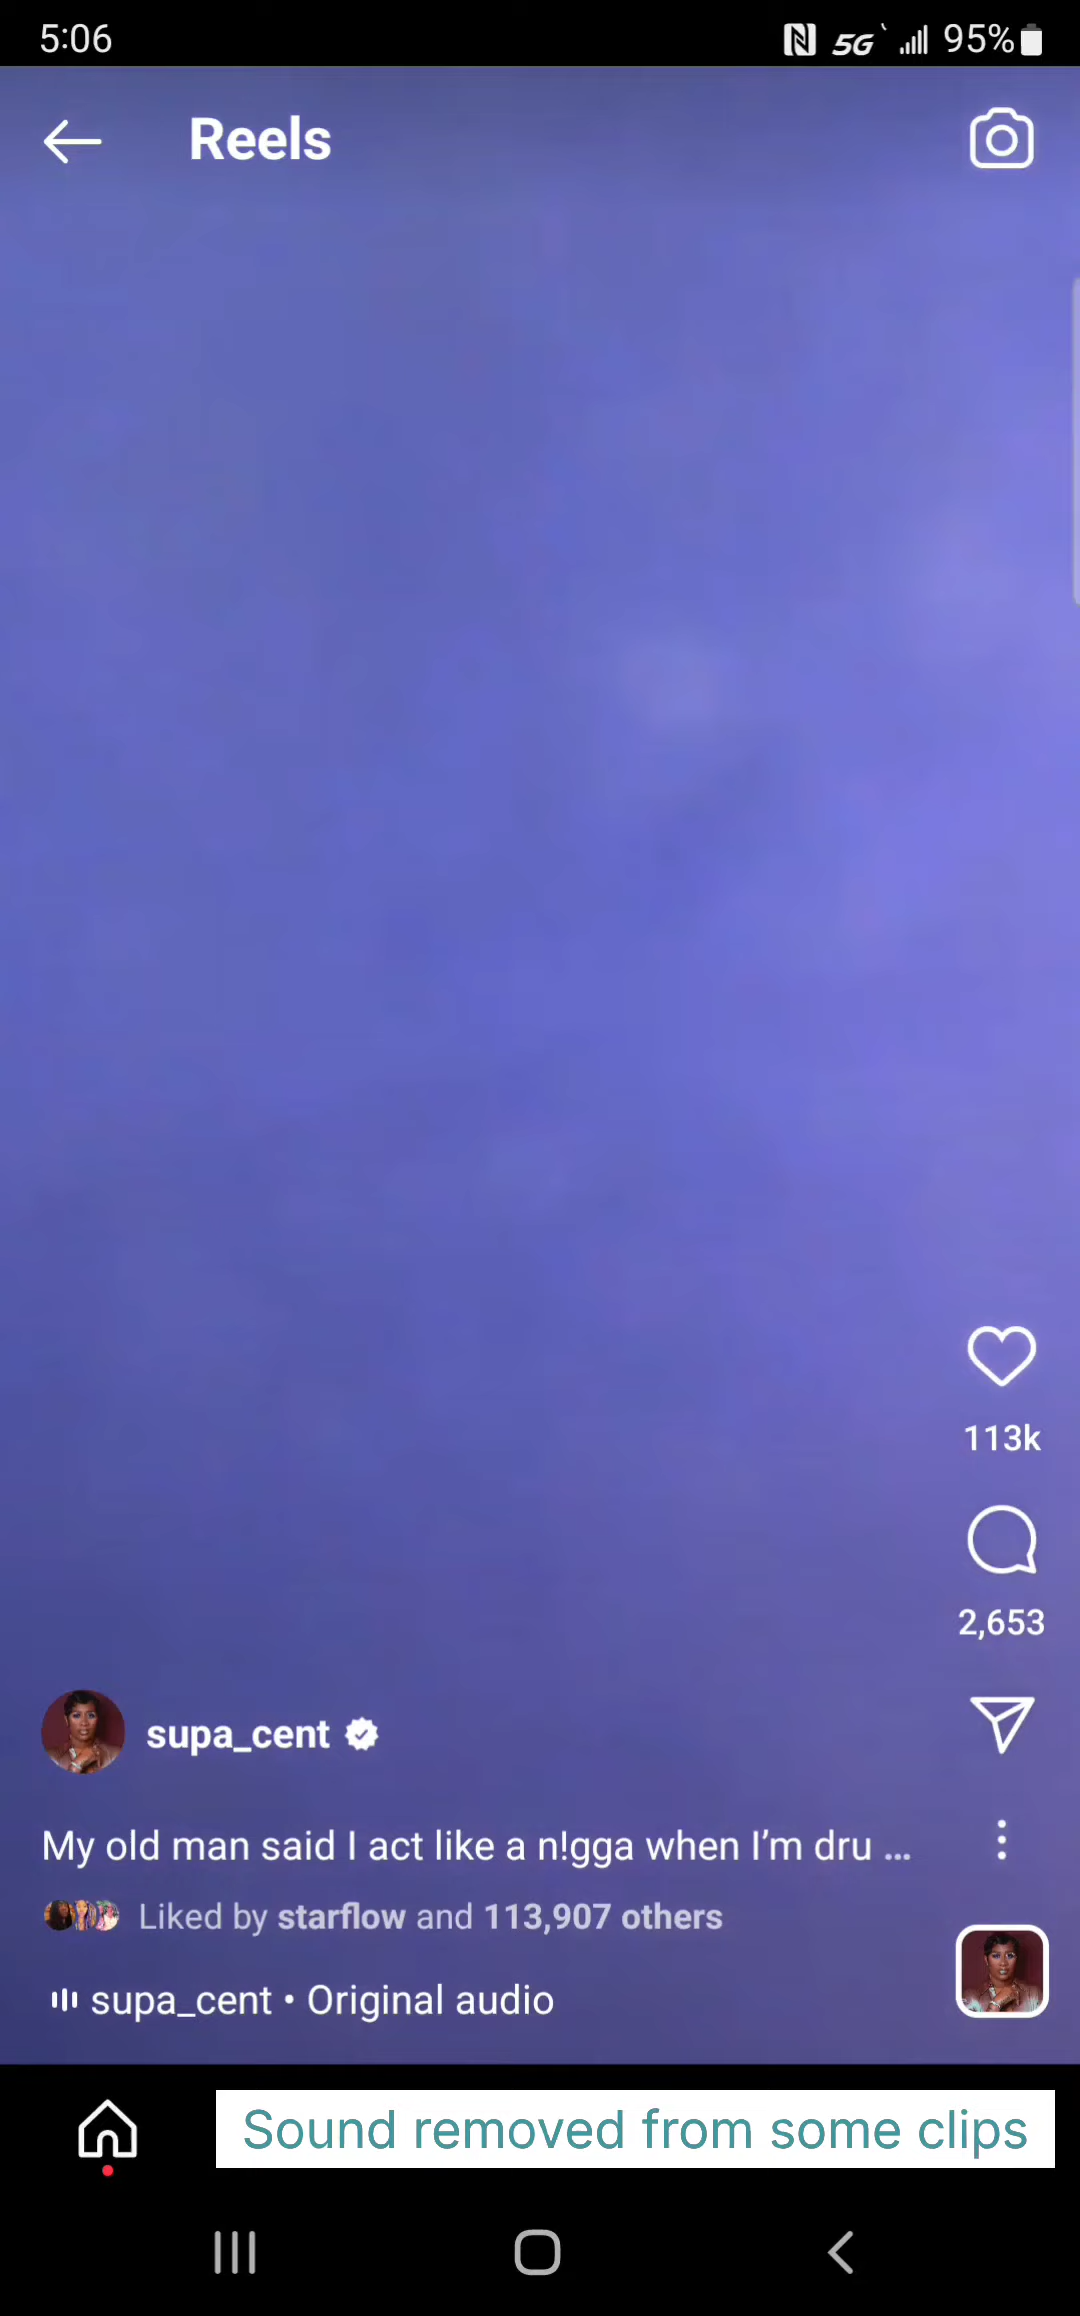 5:06
5G 95%
Reels
113k
2,653
supa_cent
My old man said I act like a n!gga when I'm dru ...
Liked by starflow and 113,907 others
supa_cent • Original audio
Sound removed from some clips